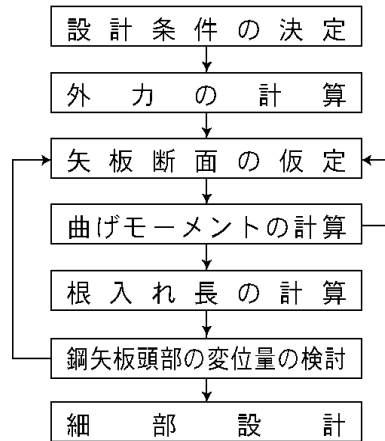 設計条件の決定
外力の計算
矢板断面の仮定
曲げモーメントの計算
根入れ長の計算
鋼矢板頭部の変位量の検討
細部設計